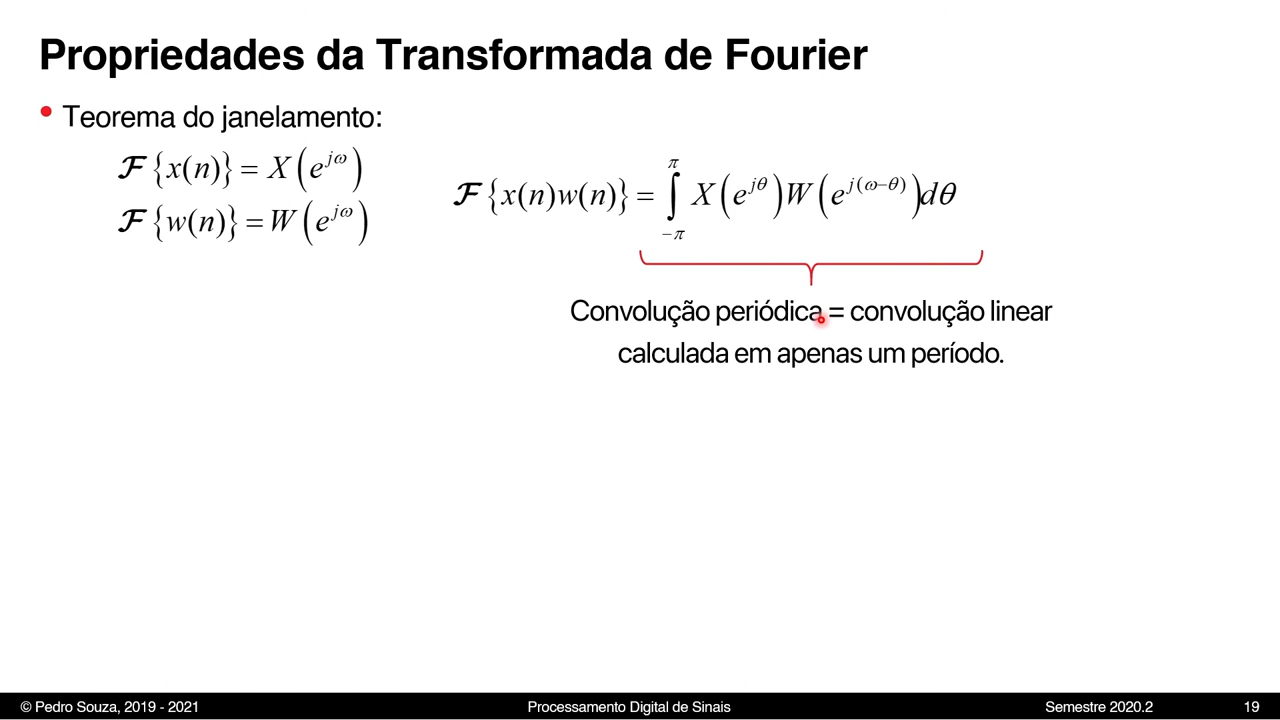 Propriedades da Transformada de Fourier
• Teorema do janelamento:
𝓕{x(n)} = X(e^{jω})
𝓕{w(n)} = W(e^{jω})
𝓕{x(n)w(n)} = ∫_{-π}^{π} X(e^{jθ})W(e^{j(ω−θ)})dθ
Convolução periódica = convolução linear
calculada em apenas um período.
© Pedro Souza, 2019 - 2021 Processamento Digital de Sinais Semestre 2020.2 19